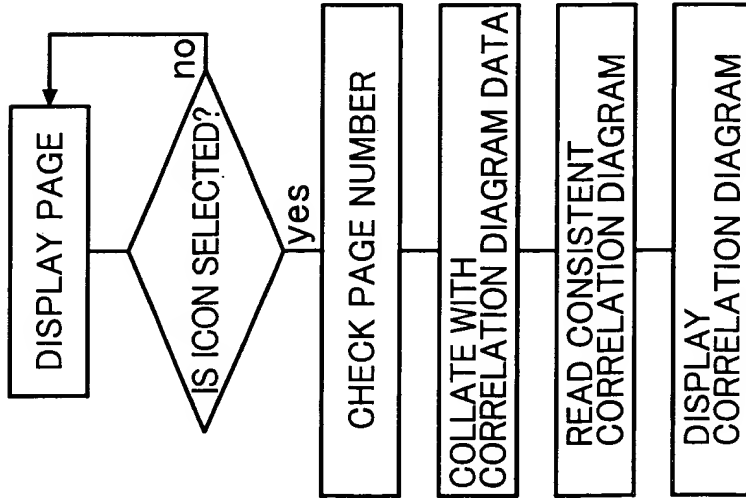 DISPLAY PAGE
IS ICON SELECTED?
no
yes
CHECK PAGE NUMBER
COLLATE WITH
CORRELATION DIAGRAM DATA
READ CONSISTENT
CORRELATION DIAGRAM
DISPLAY
CORRELATION DIAGRAM